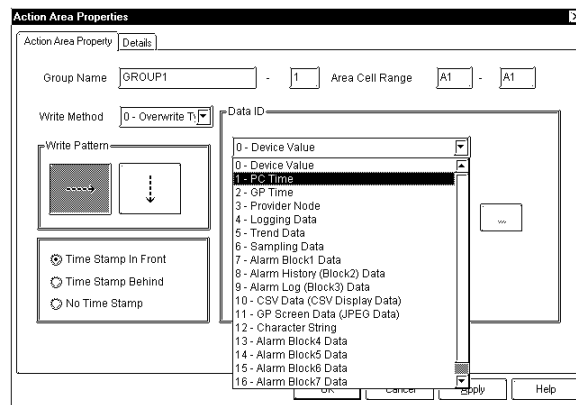 Action Area Properties
Action Area Property Details
Group Name GROUP1 - 1 Area Cell Range A1 - A1
Write Method 0 - Overwrite Ty
Data ID
0 - Device Value
Write Pattern
0 - Device Value
1 - PC Time
2 - GP Time
3 - Provider Node
4 - Logging Data
5 - Trend Data
6 - Sampling Data
7 - Alarm Block1 Data
8 - Alarm History (Block2) Data
9 - Alarm Log (Block3) Data
10 - CSV Data (CSV Display Data)
11 - GP Screen Data (JPEG Data)
12 - Character String
13 - Alarm Block4 Data
14 - Alarm Block5 Data
15 - Alarm Block6 Data
16 - Alarm Block7 Data
...
Time Stamp In Front
Time Stamp Behind
No Time Stamp
OK Cancel Apply Help